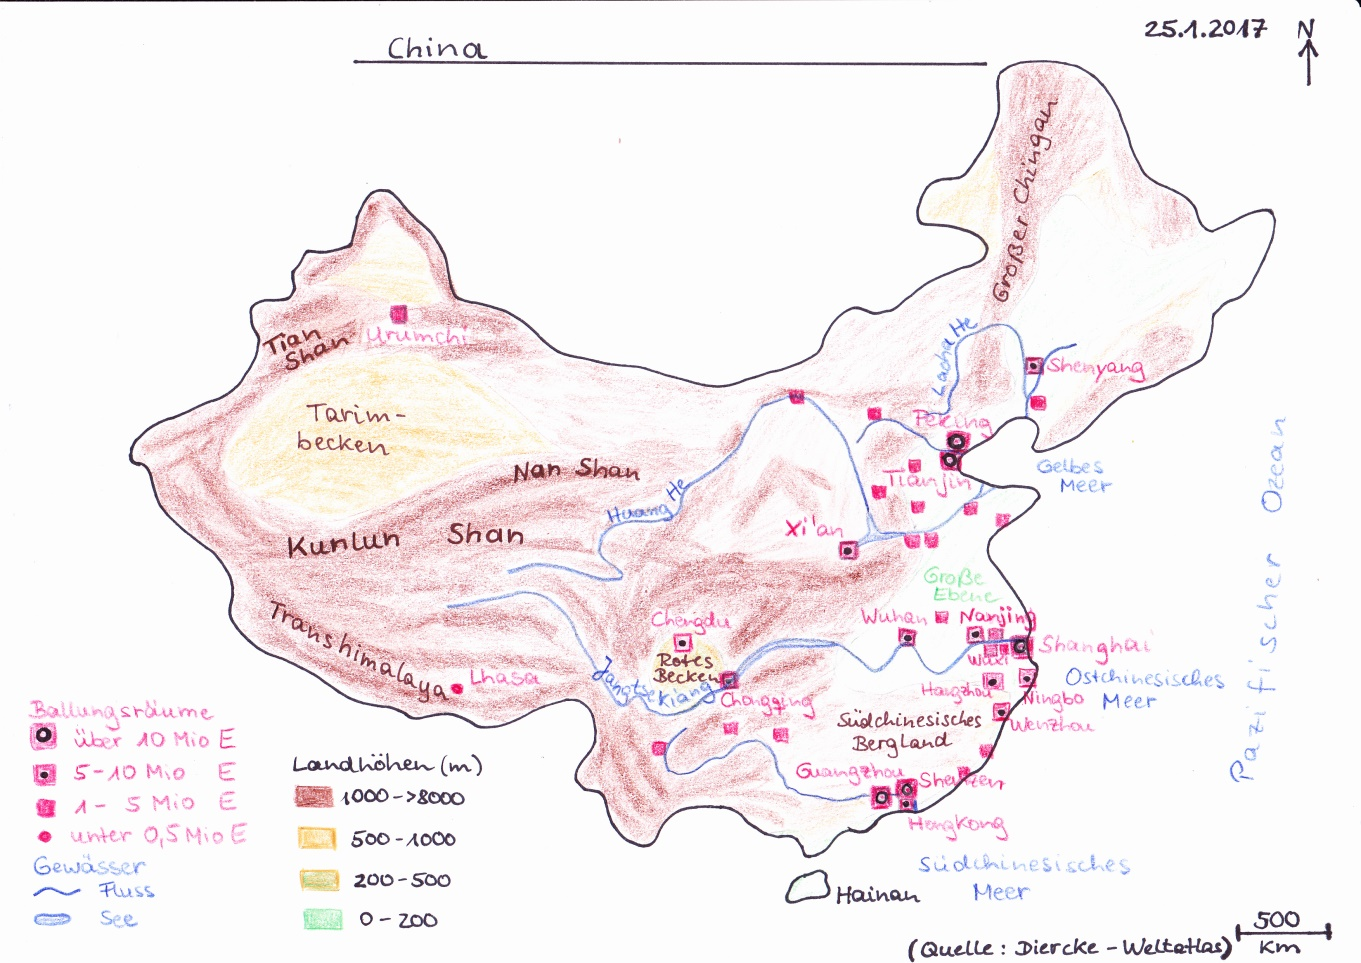 China
25.1.2017
N
Großer Chingan
Tian
Shan
Urumchi
Laoha He
Shenyang
Tarim-
becken
Peking
Nan Shan
Gelbes
Meer
Tianjin
Huang He
Pazifischer Ozean
Kunlun Shan
Xi'an
Große
Ebene
Transhimalaya
Chengdu
Wuhan
Nanjing
Shanghai
Rotes
Becken
Wuxi
Lhasa
Jangtsekiang
Hangzhou
Ostchinesisches
Meer
Ningbo
Chongqing
Wenzhou
Südchinesisches
Bergland
Guangzhou
Shenzen
HongKong
Südchinesisches
Meer
Hainan
Ballungsräume
über 10 Mio E
5-10 Mio E
1-5 Mio E
unter 0,5 Mio E
Gewässer
Fluss
See
Landhöhen (m)
1000->8000
500-1000
200-500
0-200
500
Km
(Quelle: Diercke-Weltatlas)